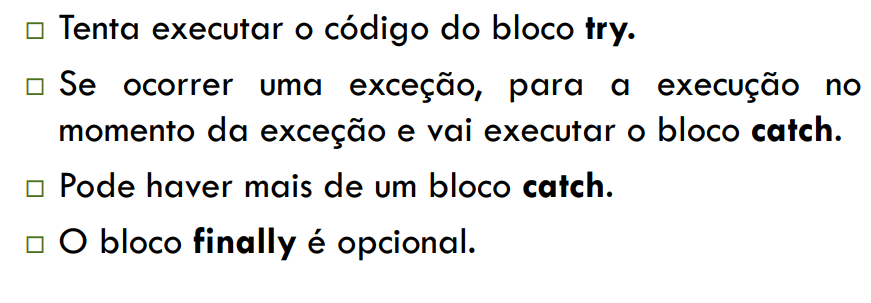 Tenta executar o código do bloco try.
Se ocorrer uma exceção, para a execução no
momento da exceção e vai executar o bloco catch.
Pode haver mais de um bloco catch.
O bloco finally é opcional.